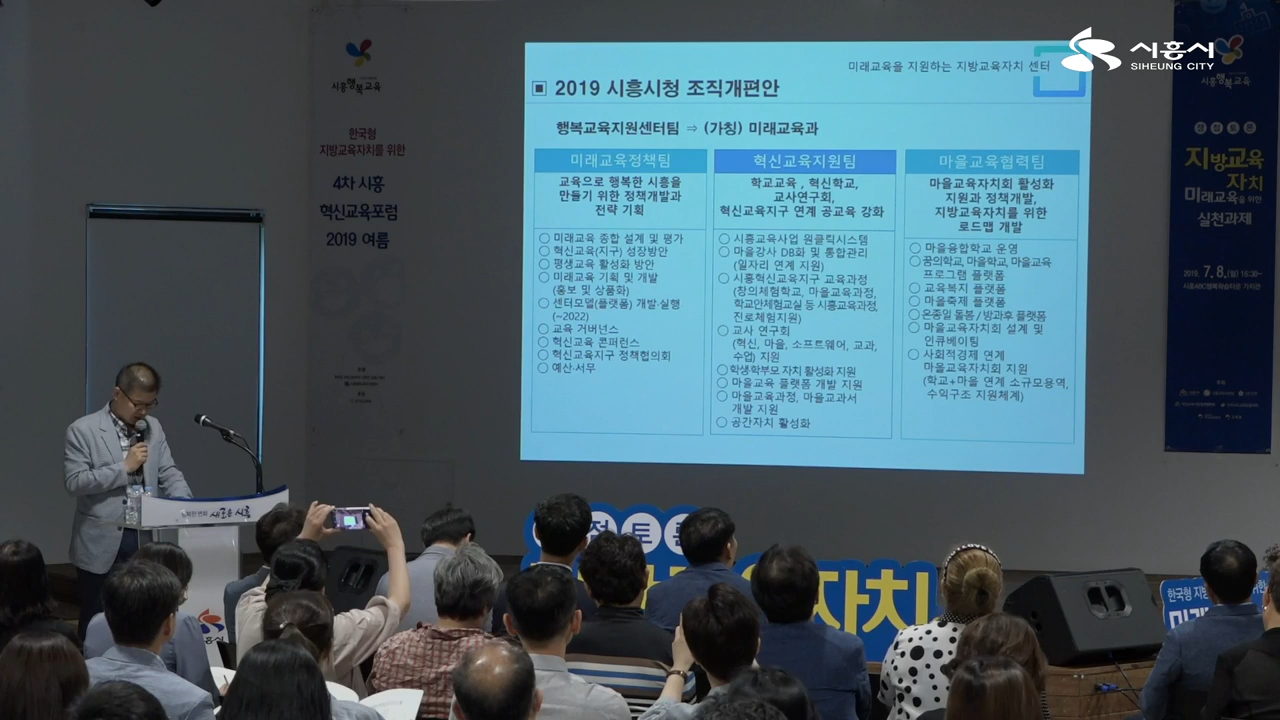 시흥시
SIHEUNG CITY
시흥행복교육
한국형
지방교육자치를 위한
4차 시흥
혁신교육포럼
2019 여름
미래교육을 지원하는 지방교육자치 센터
2019 시흥시청 조직개편안
행복교육지원센터팀 ⇒ (가칭) 미래교육과
미래교육정책팀
교육으로 행복한 시흥을
만들기 위한 정책개발과
전략 기획
○ 미래교육 종합 설계 및 평가
○ 혁신교육(지구) 성장방안
○ 평생교육 활성화 방안
○ 미래교육 기획 및 개발
(홍보 및 상품화)
○ 센터모델(플랫폼) 개발·실행
(~2022)
○ 교육 거버넌스
○ 혁신교육 콘퍼런스
○ 혁신교육지구 정책협의회
○ 예산·서무
혁신교육지원팀
학교교육, 혁신학교,
교사연구회,
혁신교육지구 연계 공교육 강화
○ 시흥교육사업 원클릭시스템
○ 마을강사 DB화 및 통합관리
(일자리 연계 지원)
○ 시흥혁신교육지구 교육과정
(창의체험학교, 마을교육과정,
학교안체험교실 등 시흥교육과정,
진로체험지원)
○ 교사 연구회
(혁신, 마을, 소프트웨어, 교과,
수업) 지원
○ 학생학부모 자치 활성화 지원
○ 마을교육 플랫폼 개발 지원
○ 마을교육과정, 마을교과서
개발 지원
○ 공간자치 활성화
마을교육협력팀
마을교육자치회 활성화
지원과 정책개발,
지방교육자치를 위한
로드맵 개발
○ 마을융합학교 운영
○ 꿈의학교, 마을학교, 마을교육
프로그램 플랫폼
○ 교육복지 플랫폼
○ 마을축제 플랫폼
○ 온종일 돌봄 / 방과후 플랫폼
○ 마을교육자치회 설계 및
인큐베이팅
○ 사회적경제 연계
마을교육자치회 지원
(학교+마을 연계 소규모용역,
수익구조 지원체계)
시흥행복교육
쟁점토론
지방교육
자치
미래교육을 위한
실천과제
2019. 7. 8.(월) 16:30~
새로운 시흥
시흥시
점토론
자치
한국형 지방